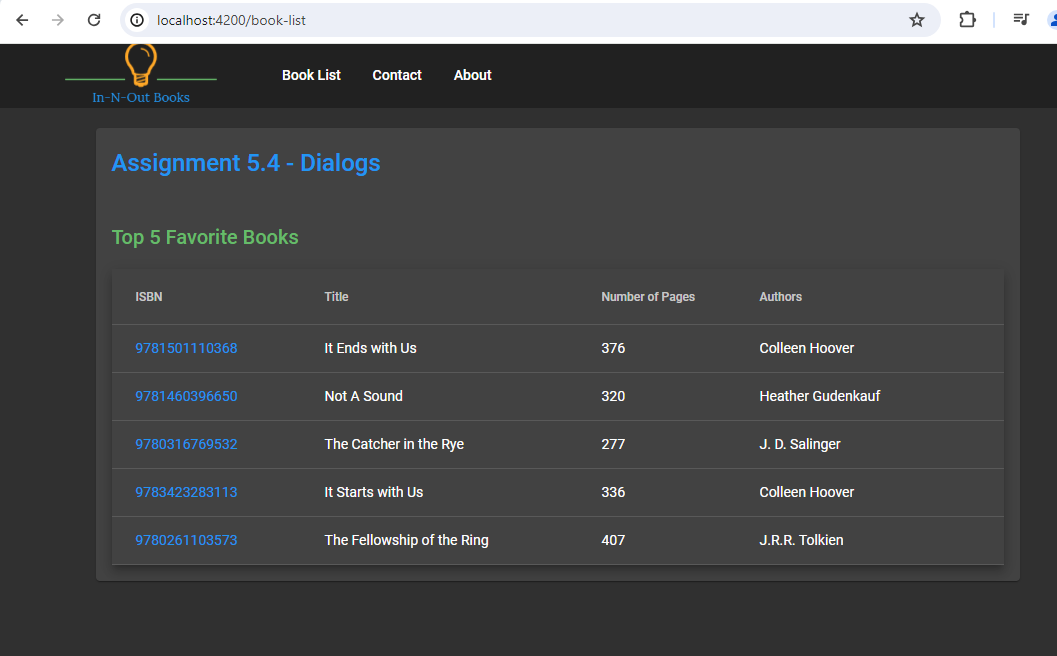 localhost:4200/book-list
In-N-Out Books
Book List Contact About
Assignment 5.4 - Dialogs
Top 5 Favorite Books
ISBN Title Number of Pages Authors
9781501110368 It Ends with Us 376 Colleen Hoover
9781460396650 Not A Sound 320 Heather Gudenkauf
9780316769532 The Catcher in the Rye 277 J. D. Salinger
9783423283113 It Starts with Us 336 Colleen Hoover
9780261103573 The Fellowship of the Ring 407 J.R.R. Tolkien